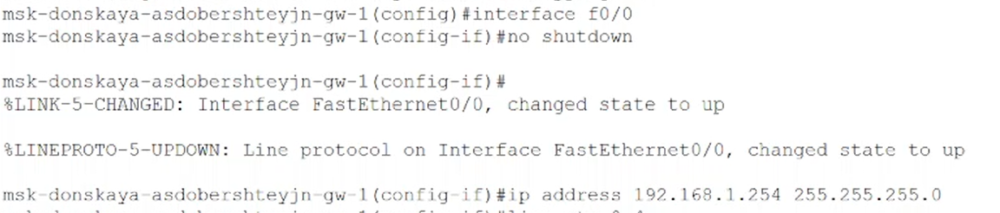 msk-donskaya-asdobershteyjn-gw-1(config)#interface f0/0
msk-donskaya-asdobershteyjn-gw-1(config-if)#no shutdown
msk-donskaya-asdobershteyjn-gw-1(config-if)#
%LINK-5-CHANGED: Interface FastEthernet0/0, changed state to up
%LINEPROTO-5-UPDOWN: Line protocol on Interface FastEthernet0/0, changed state to up
msk-donskaya-asdobershteyjn-gw-1(config-if)#ip address 192.168.1.254 255.255.255.0